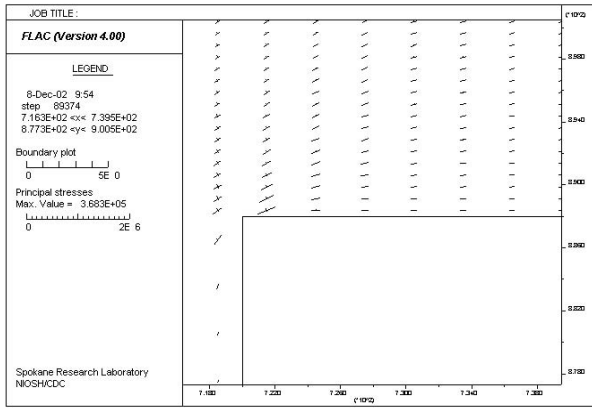 JOB TITLE :
FLAC (Version 4.00)
LEGEND
8-Dec-02 9:54
step 89374
7.163E+02 <x< 7.395E+02
8.773E+02 <y< 9.005E+02
Boundary plot
0 5E 0
Principal stresses
Max. Value = 3.683E+05
0 2E 6
Spokane Research Laboratory
NIOSH/CDC
(*10^2)
8.980
8.940
8.900
8.860
8.820
8.780
7.180 7.220 7.260 7.300 7.340 7.380
(*10^2)